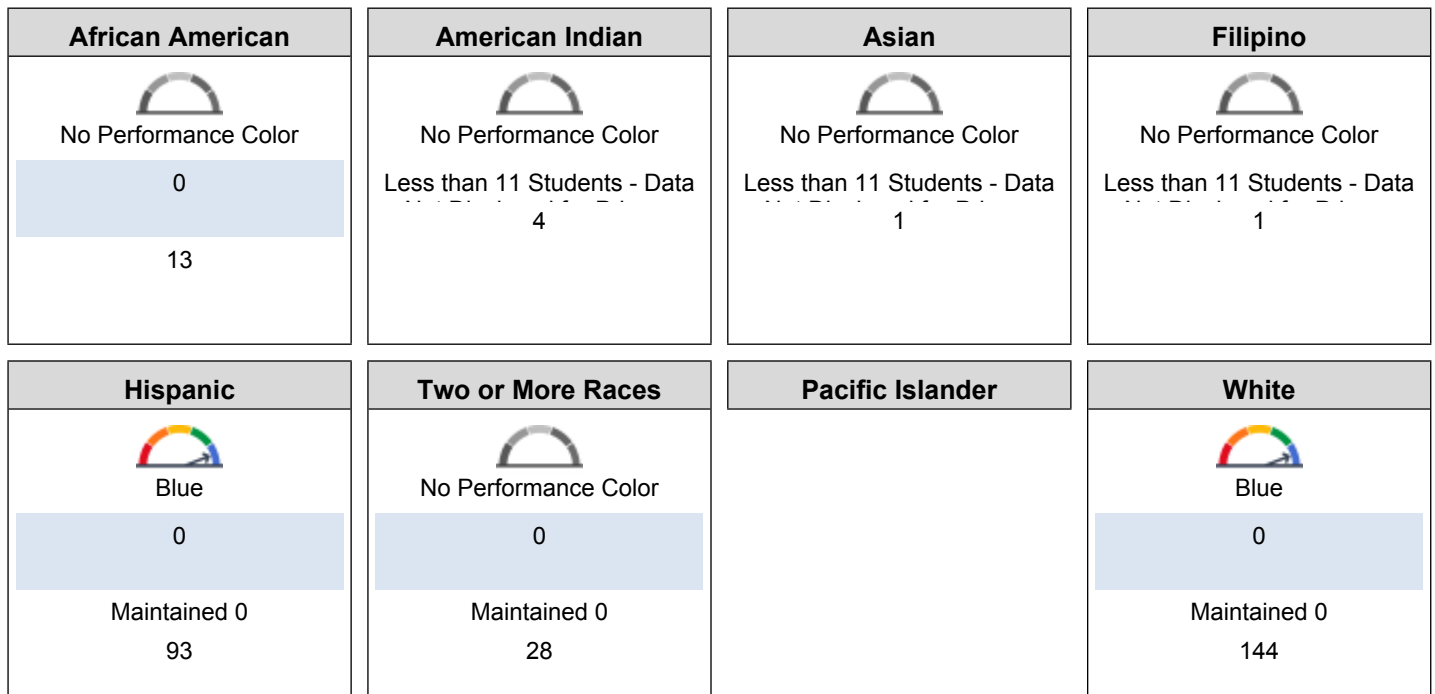 African American
No Performance Color
0
13
American Indian
No Performance Color
Less than 11 Students - Data
4
Asian
No Performance Color
Less than 11 Students - Data
1
Filipino
No Performance Color
Less than 11 Students - Data
1
Hispanic
Blue
0
Maintained 0
93
Two or More Races
No Performance Color
0
Maintained 0
28
Pacific Islander
White
Blue
0
Maintained 0
144